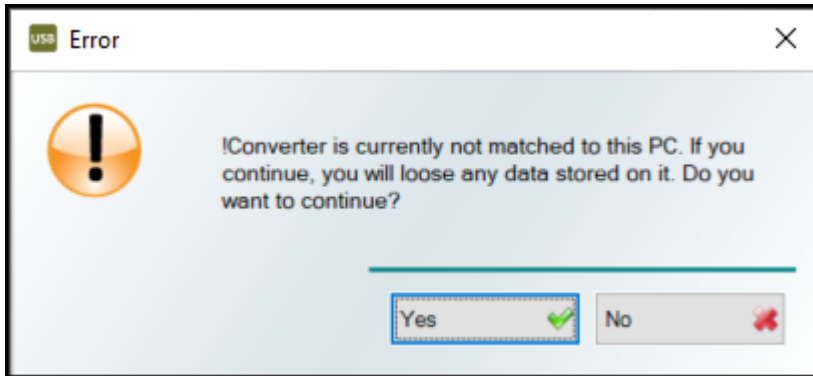 USB Error
!Converter is currently not matched to this PC. If you
continue, you will loose any data stored on it. Do you
want to continue?
Yes No